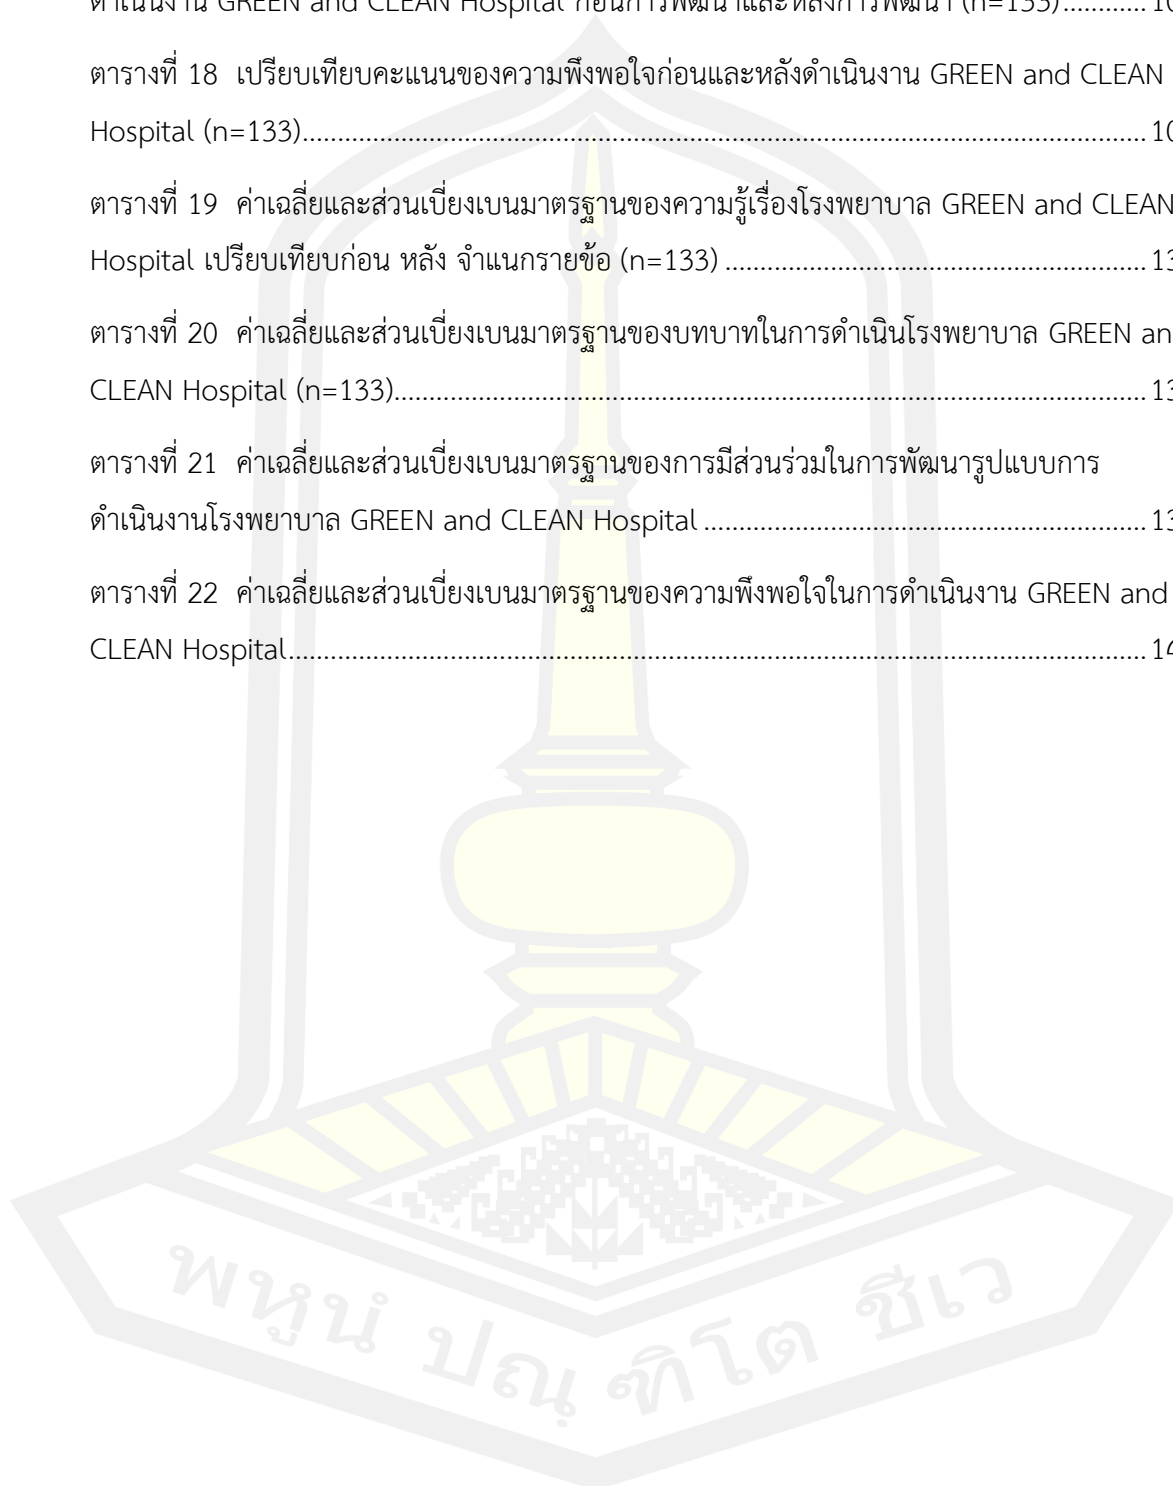 ดำเนินงาน GREEN and CLEAN Hospital ก่อนการพัฒนาและหลังการพัฒนา (n=133)............ 10
ตารางที่ 18 เปรียบเทียบคะแนนของความพึงพอใจก่อนและหลังดำเนินงาน GREEN and CLEAN
Hospital (n=133)........................................................................................................................ 10
ตารางที่ 19 ค่าเฉลี่ยและส่วนเบี่ยงเบนมาตรฐานของความรู้เรื่องโรงพยาบาล GREEN and CLEAN
Hospital เปรียบเทียบก่อน หลัง จำแนกรายข้อ (n=133) ............................................................ 13
ตารางที่ 20 ค่าเฉลี่ยและส่วนเบี่ยงเบนมาตรฐานของบทบาทในการดำเนินโรงพยาบาล GREEN an
CLEAN Hospital (n=133)........................................................................................................... 13
ตารางที่ 21 ค่าเฉลี่ยและส่วนเบี่ยงเบนมาตรฐานของการมีส่วนร่วมในการพัฒนารูปแบบการ
ดำเนินงานโรงพยาบาล GREEN and CLEAN Hospital ............................................................... 13
ตารางที่ 22 ค่าเฉลี่ยและส่วนเบี่ยงเบนมาตรฐานของความพึงพอใจในการดำเนินงาน GREEN and
CLEAN Hospital.......................................................................................................................... 14
พหูนํ ปณฺฑิโต ชีเว